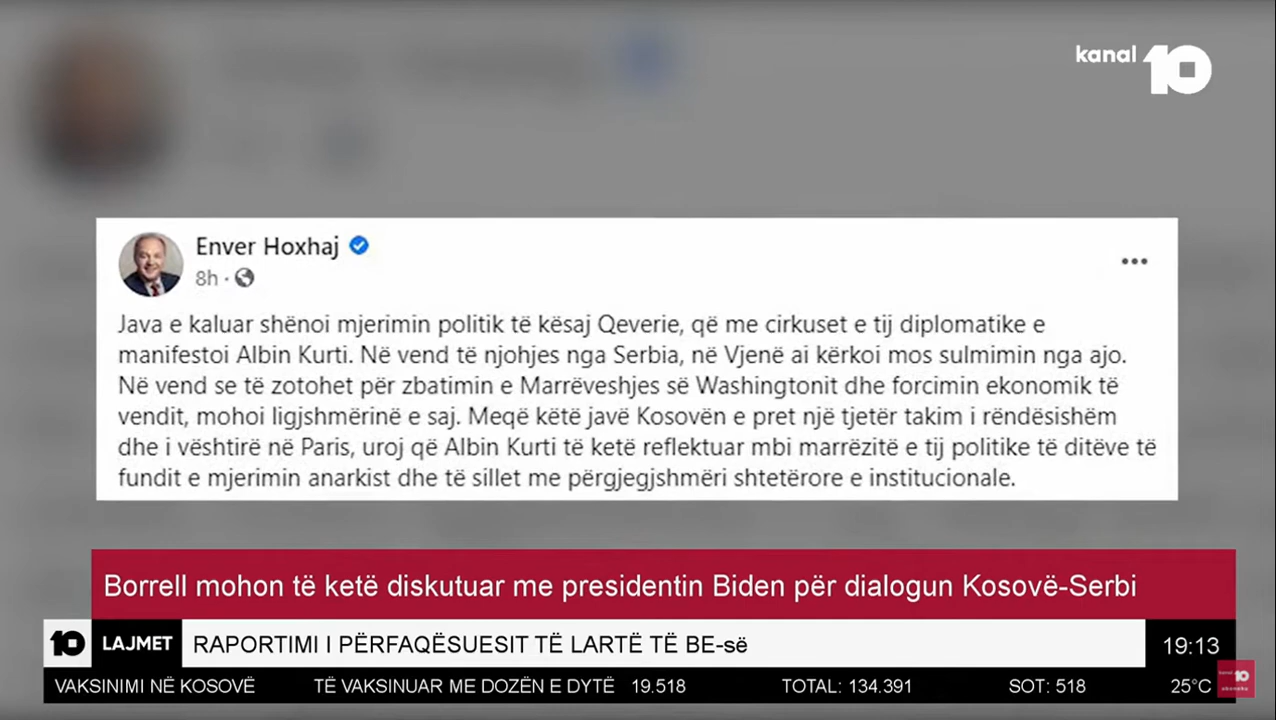 kanal 10
Enver Hoxhaj
8h ·
Java e kaluar shënoi mjerimin politik të kësaj Qeverie, që me cirkuset e tij diplomatike e
manifestoi Albin Kurti. Në vend të njohjes nga Serbia, në Vjenë ai kërkoi mos sulmimin nga ajo.
Në vend se të zotohet për zbatimin e Marrëveshjes së Washingtonit dhe forcimin ekonomik të
vendit, mohoi ligjshmërinë e saj. Meqë këtë javë Kosovën e pret një tjetër takim i rëndësishëm
dhe i vështirë në Paris, uroj që Albin Kurti të ketë reflektuar mbi marrëzitë e tij politike të ditëve të
fundit e mjerimin anarkist dhe të sillet me përgjegjshmëri shtetërore e institucionale.
Borrell mohon të ketë diskutuar me presidentin Biden për dialogun Kosovë-Serbi
10 LAJMET RAPORTIMI I PËRFAQËSUESIT TË LARTË TË BE-së 19:13
VAKSINIMI NË KOSOVË TË VAKSINUAR ME DOZËN E DYTË 19.518 TOTAL: 134.391 SOT: 518 25°C
kanal 10
abonohu